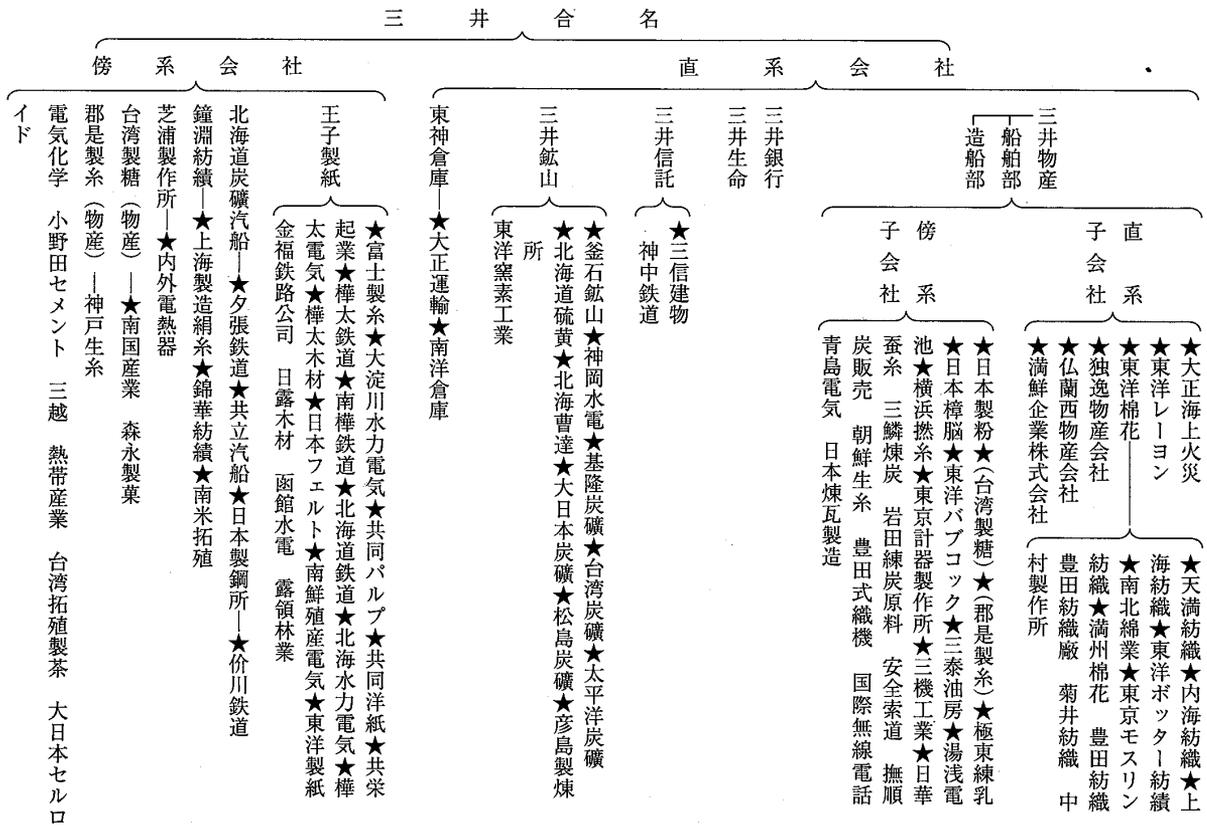 三井合名
直系会社
三井物産
船舶部
造船部
直系
子会社
★大正海上火災
★東洋レーヨン
★東洋棉花
★独逸物産会社
★仏蘭西物産会社
★満鮮企業株式会社
★天満紡織★内海紡織★上
海紡織★東洋ボッター紡績
★南北綿業★東京モスリン
紡織★満州棉花 豊田紡織
豊田紡織廠 菊井紡織 中
村製作所
傍系
子会社
★日本製粉★(台湾製糖)★(郡是製糸)★極東練乳
★日本樟脳★東洋バブコック★三泰油房★湯浅電
池★横浜撚糸★東京計器製作所★三機工業★日華
蚕糸 三鱗煉炭 岩田練炭原料 安全索道 撫順
炭販売 朝鮮生糸 豊田式織機 国際無線電話
青島電気 日本煉瓦製造
三井銀行
三井生命
三井信託
★三信建物
神中鉄道
三井鉱山
★釜石鉱山★神岡水電★基隆炭礦★台湾炭礦★太平洋炭礦
★北海道硫黄★北海曹達★大日本炭礦★松島炭礦★彦島製煉
所
東洋窯素工業
東神倉庫―★大正運輸★南洋倉庫
傍系会社
王子製紙
★富士製糸★大淀川水力電気★共同パルプ★共同洋紙★共栄
起業★樺太鉄道★南樺鉄道★北海道鉄道★北海水力電気★樺
太電気★樺太木材★日本フェルト★南鮮殖産電気★東洋製紙
金福鉄路公司 日露木材 函館水電 露領林業
北海道炭礦汽船―★夕張鉄道★共立汽船★日本製鋼所―★价川鉄道
鐘淵紡績―★上海製造絹糸★錦華紡績★南米拓殖
芝浦製作所―★内外電熱器
台湾製糖(物産)―★南国産業 森永製菓
郡是製糸(物産)―神戸生糸
電気化学 小野田セメント 三越 熱帯産業 台湾拓殖製茶 大日本セルロ
イド